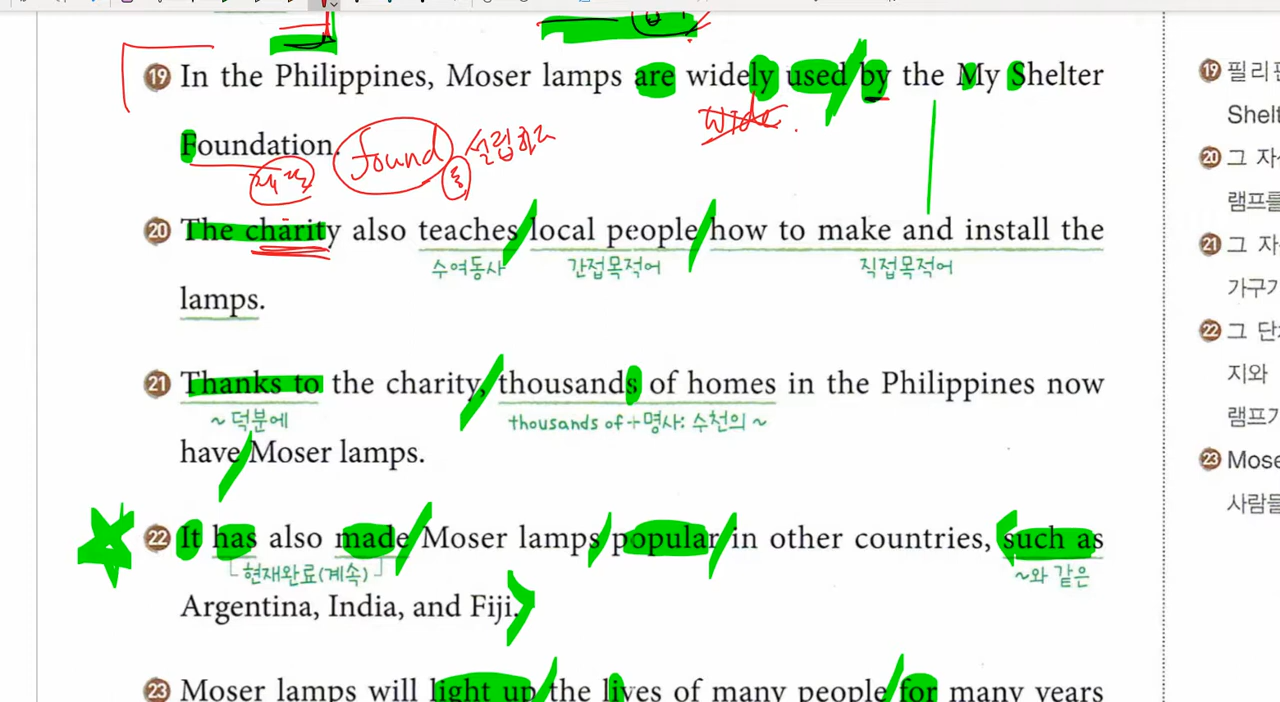 ⑲ In the Philippines, Moser lamps are widely used by the My Shelter
wide
Foundation. found 설립하다
재단 동
⑳ The charity also teaches local people how to make and install the
수여동사 간접목적어 직접목적어
lamps.
㉑ Thanks to the charity, thousands of homes in the Philippines now
~ 덕분에 thousands of+명사: 수천의 ~
have Moser lamps.
㉒ It has also made Moser lamps popular in other countries, such as
현재완료(계속) ~와 같은
Argentina, India, and Fiji.
㉓ Moser lamps will light up the lives of many people for many years
⑲ 필리핀
Shelt
⑳ 그 자
램프를
㉑ 그 자
가구가
㉒ 그 단
지와
램프가
㉓ Mose
사람들